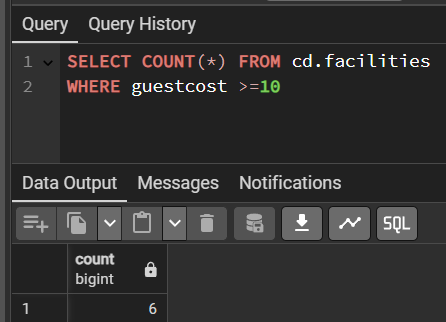 Query Query History
1 SELECT COUNT(*) FROM cd.facilities
2 WHERE guestcost >=10
Data Output Messages Notifications
SQL
count
bigint
1 6